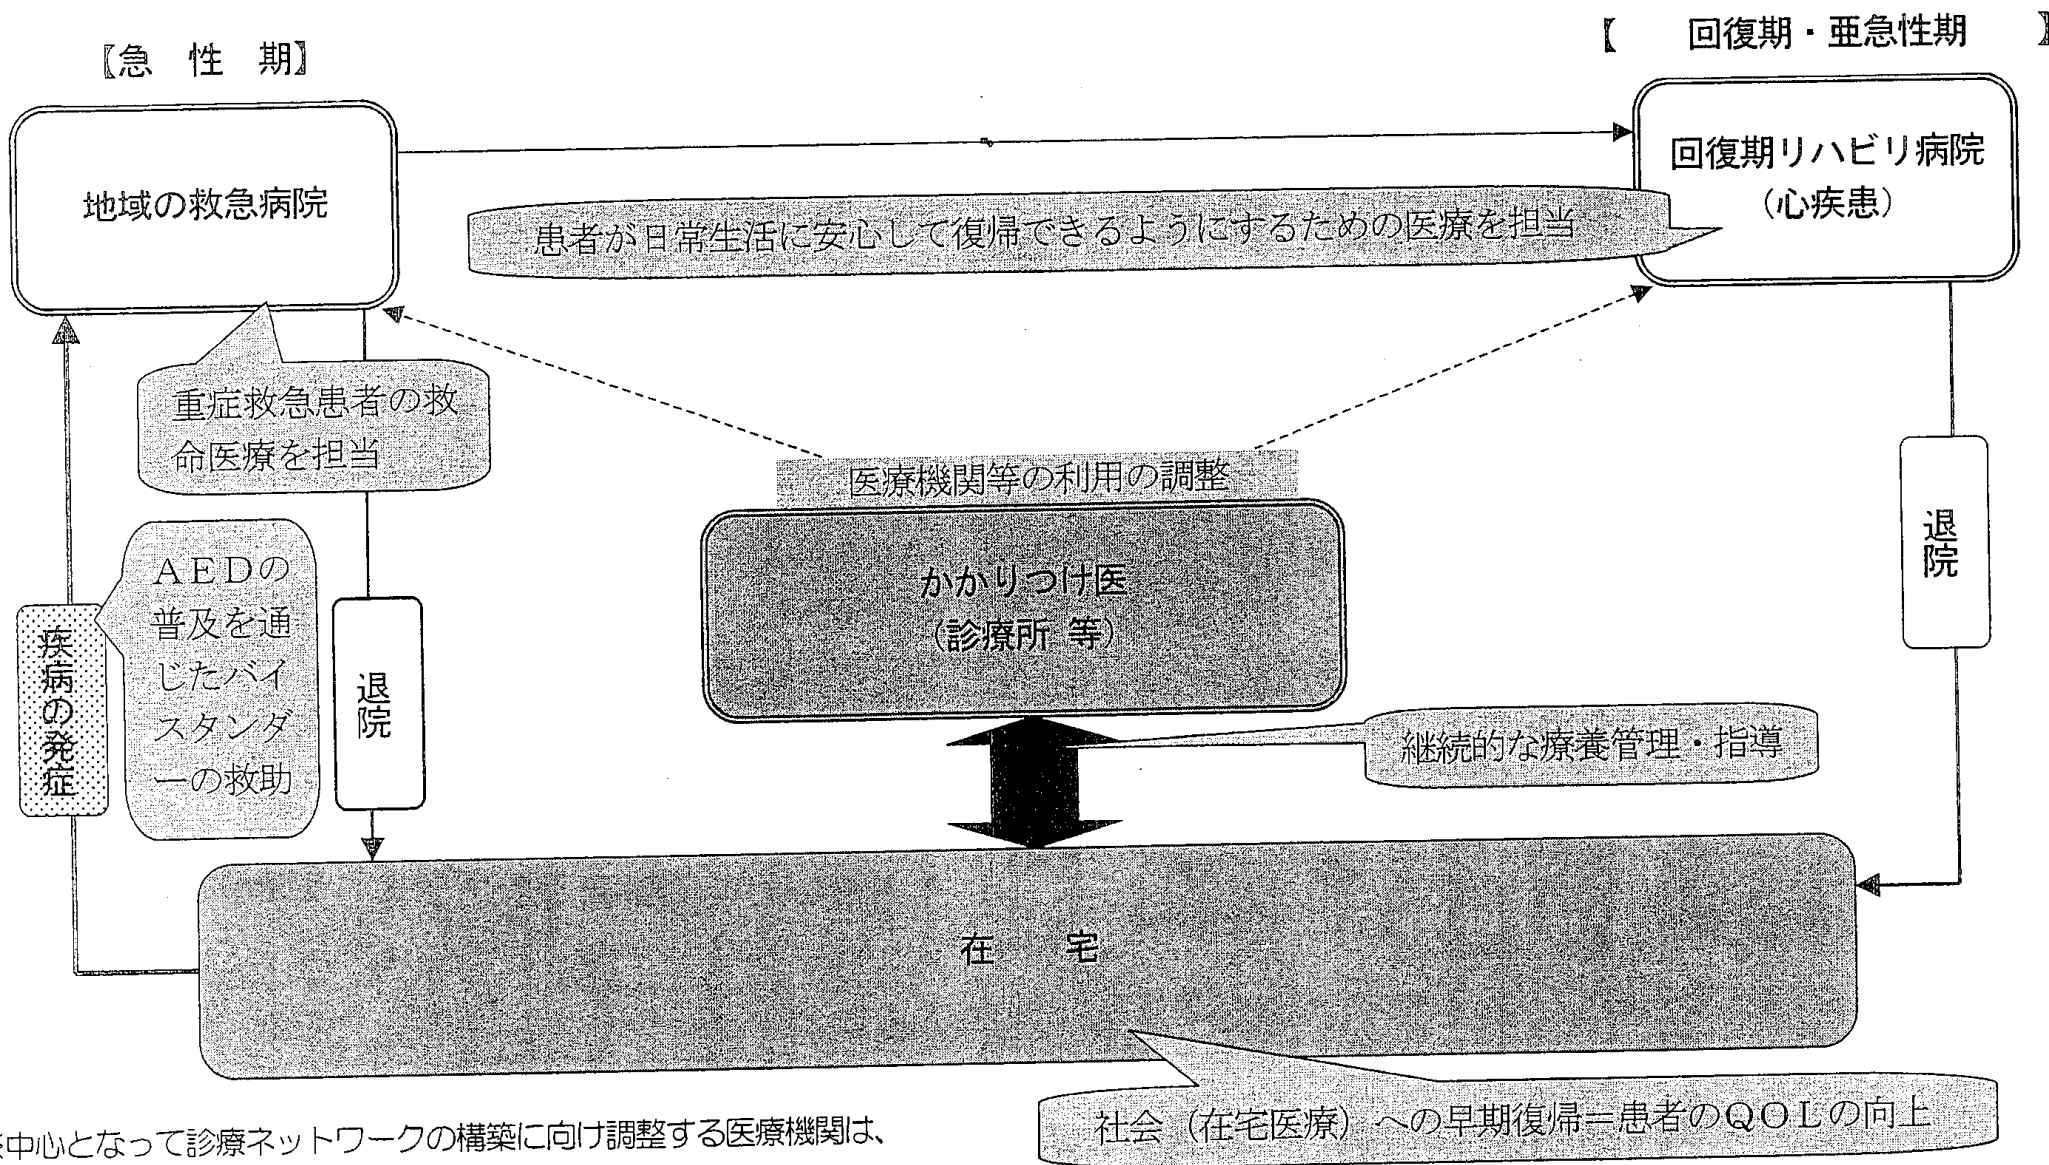 【急 性 期】
【 回復期・亜急性期 】
地域の救急病院
回復期リハビリ病院
（心疾患）
患者が日常生活に安心して復帰できるようにするための医療を担当
重症救急患者の救
命医療を担当
医療機関等の利用の調整
かかりつけ医
（診療所 等）
退院
AEDの
普及を通
じたバイ
スタンダ
ーの救助
疾病の発症
退院
継続的な療養管理・指導
在 宅
社会（在宅医療）への早期復帰＝患者のQOLの向上
中心となって診療ネットワークの構築に向け調整する医療機関は、